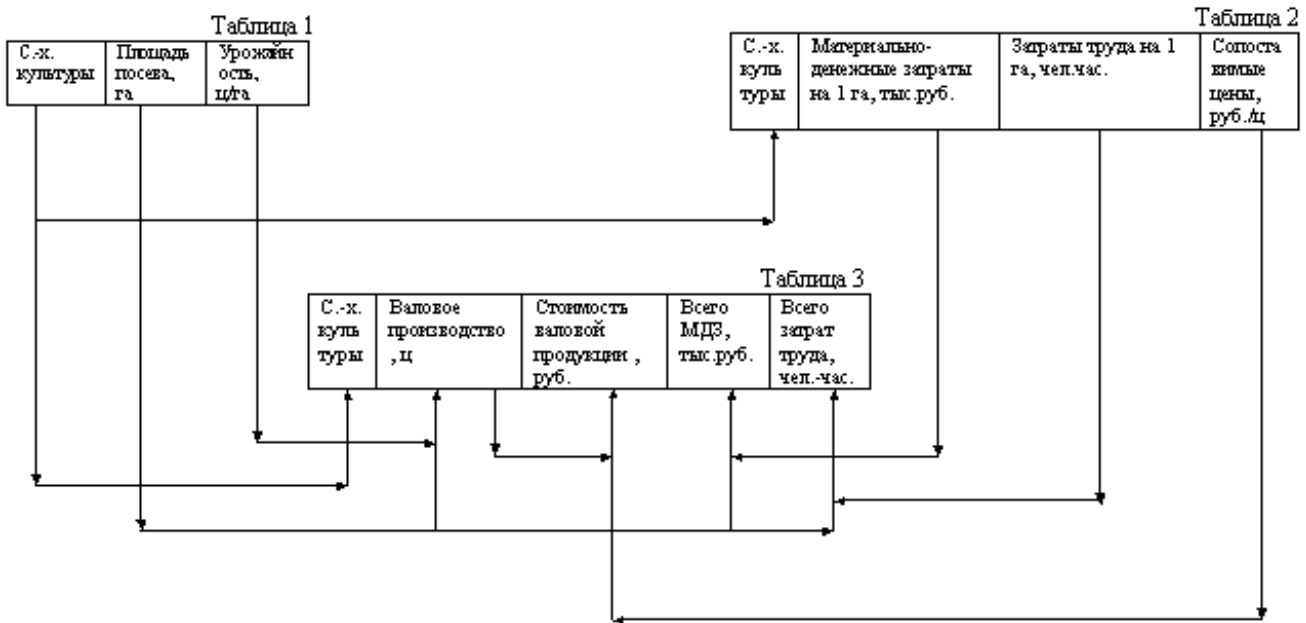 Таблица 1
С.-х.
культуры
Площадь
посева,
га
Урожайн
ость,
ц/га
Таблица 2
С.-х.
куль
туры
Материально-
денежные затраты
на 1 га, тыс.руб.
Затраты труда на 1
га, чел.час.
Сопоста
вимые
цены,
руб./ц
Таблица 3
С.-х.
куль
туры
Валовое
производство
,ц
Стоимость
валовой
продукции ,
руб.
Всего
МДЗ,
тыс.руб.
Всего
затрат
труда,
чел.-час.